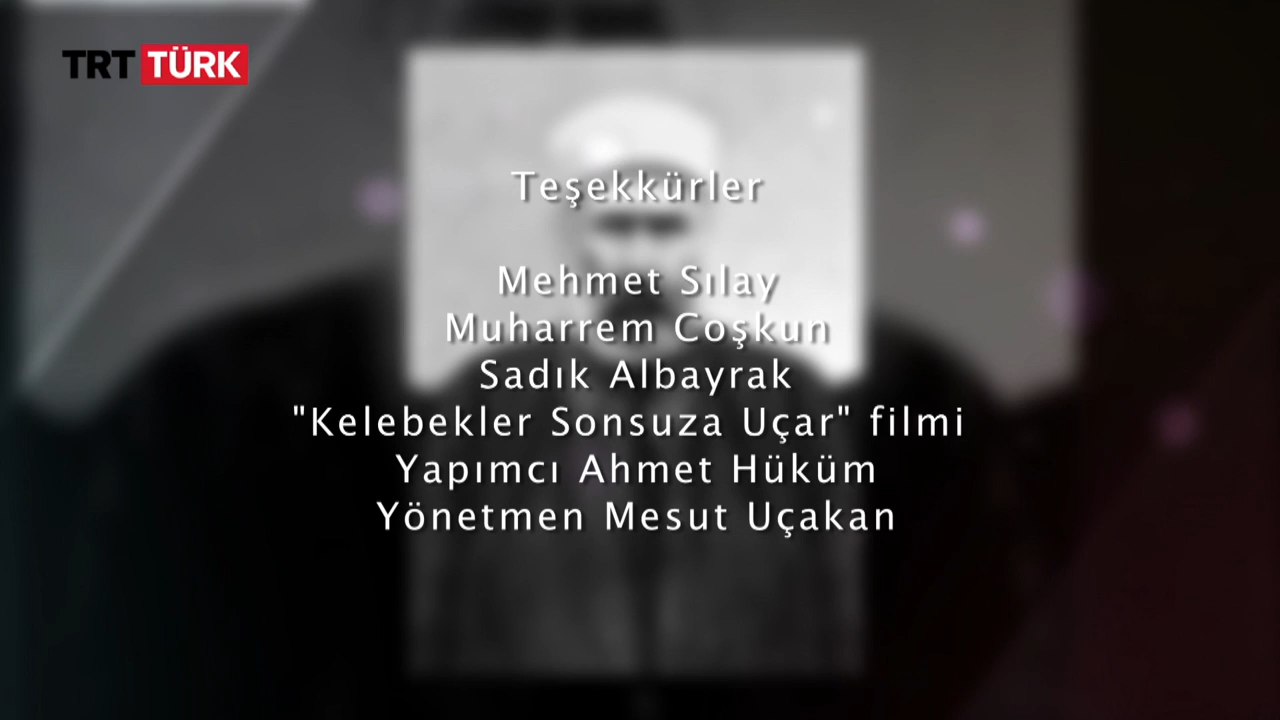 TRT TÜRK
Teşekkürler
Mehmet Sılay
Muharrem Coşkun
Sadık Albayrak
"Kelebekler Sonsuza Uçar" filmi
Yapımcı Ahmet Hüküm
Yönetmen Mesut Uçakan